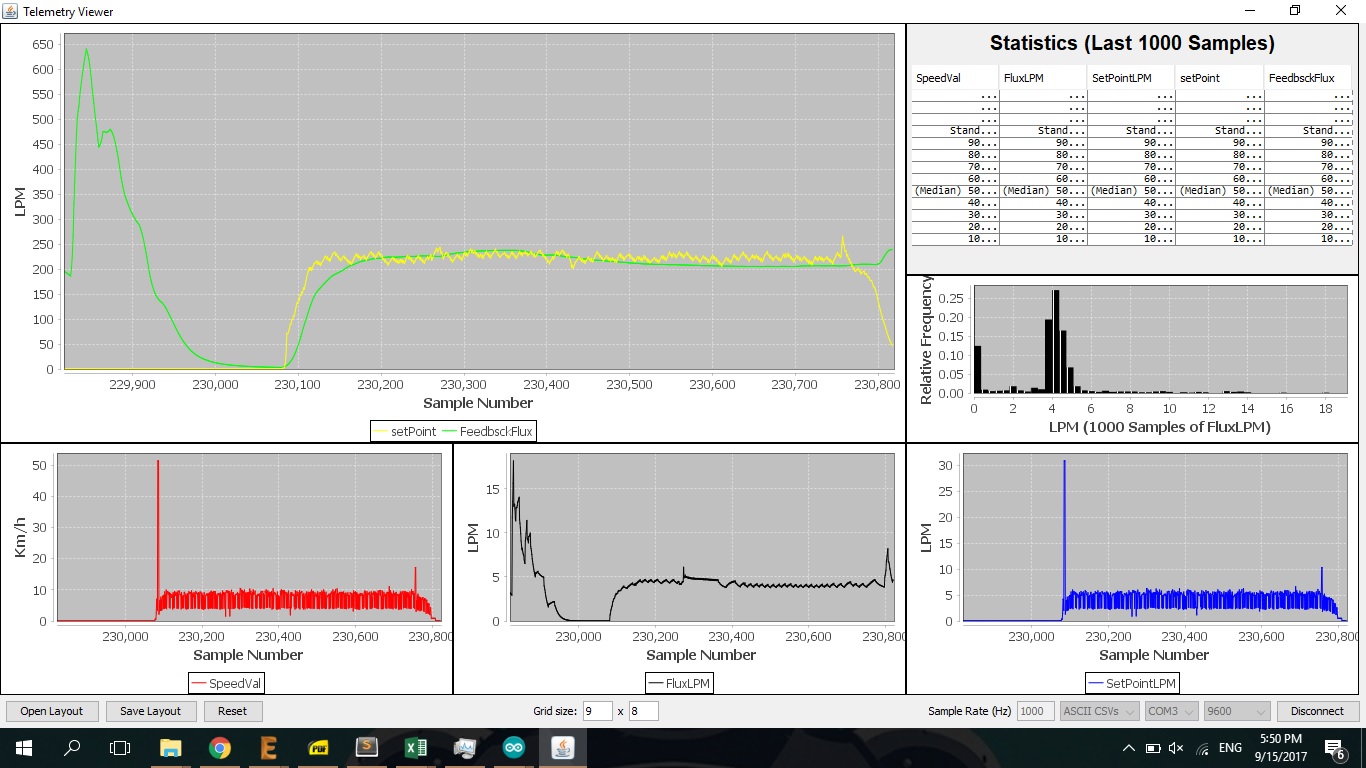 Telemetry Viewer
650
600
550
500
450
400
350
300
250
200
150
100
50
0
LPM
229,900 230,000 230,100 230,200 230,300 230,400 230,500 230,600 230,700 230,800
Sample Number
setPoint FeedbsckFlux
Statistics (Last 1000 Samples)
SpeedVal FluxLPM SetPointLPM setPoint FeedbsckFlux
... ... ... ... ...
... ... ... ... ...
... ... ... ... ...
Stand... Stand... Stand... Stand... Stand...
90... 90... 90... 90... 90...
80... 80... 80... 80... 80...
70... 70... 70... 70... 70...
60... 60... 60... 60... 60...
(Median) 50... (Median) 50... (Median) 50... (Median) 50... (Median) 50...
40... 40... 40... 40... 40...
30... 30... 30... 30... 30...
20... 20... 20... 20... 20...
10... 10... 10... 10... 10...
Relative Frequency
0.25
0.20
0.15
0.10
0.05
0.00
0 2 4 6 8 10 12 14 16 18
LPM (1000 Samples of FluxLPM)
Km/h
50
40
30
20
10
0
230,000 230,200 230,400 230,600 230,800
Sample Number
SpeedVal
LPM
15
10
5
0
230,000 230,200 230,400 230,600 230,800
Sample Number
FluxLPM
LPM
30
25
20
15
10
5
0
230,000 230,200 230,400 230,600 230,800
Sample Number
SetPointLPM
Open Layout Save Layout Reset Grid size: 9 x 8 Sample Rate (Hz) 1000 ASCII CSVs COM3 9600 Disconnect
PDF S ENG 5:50 PM
9/15/2017 6